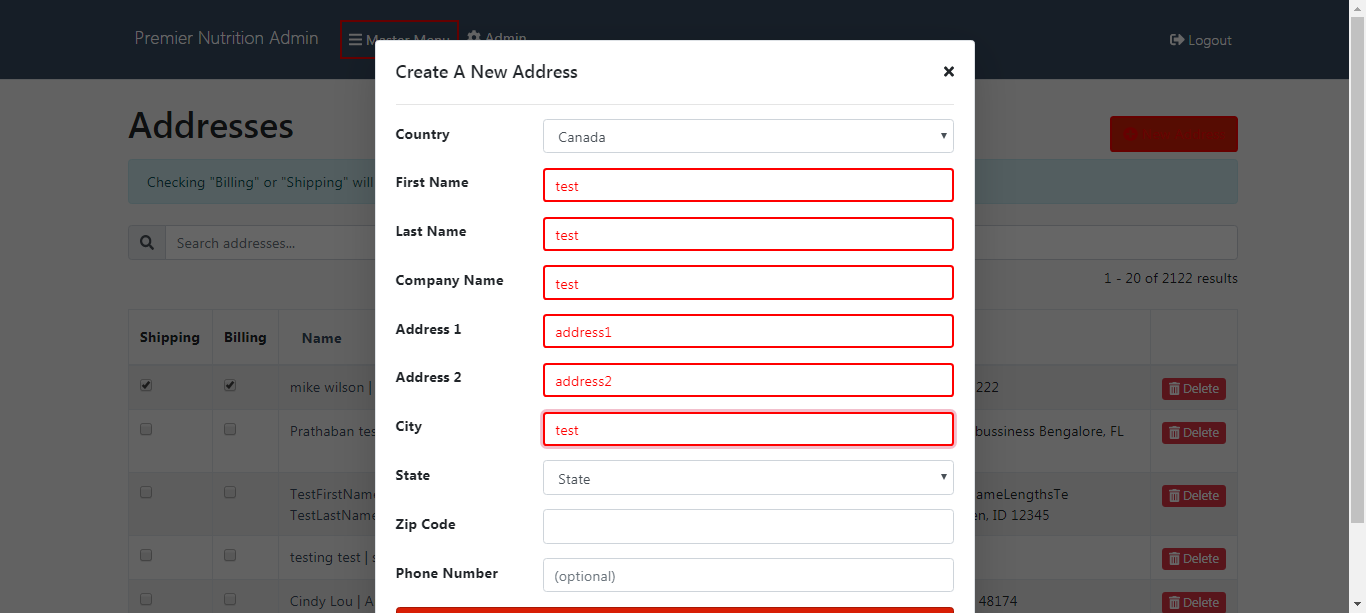 Premier Nutrition Admin
Master Menu
Admin
Logout
Create A New Address
Addresses
Country
Canada
Checking "Billing" or "Shipping" will
First Name
test
Last Name
test
Search addresses...
Company Name
test
1 - 20 of 2122 results
Address 1
address1
Shipping
Billing
Name
Address 2
address2
mike wilson |
222
Delete
City
test
Prathaban tes
bussiness Bengalore, FL
Delete
State
State
TestFirstName
ameLengthsTe
Delete
TestLastName
en, ID 12345
Zip Code
testing test | s
Delete
Phone Number
(optional)
Cindy Lou | A
48174
Delete